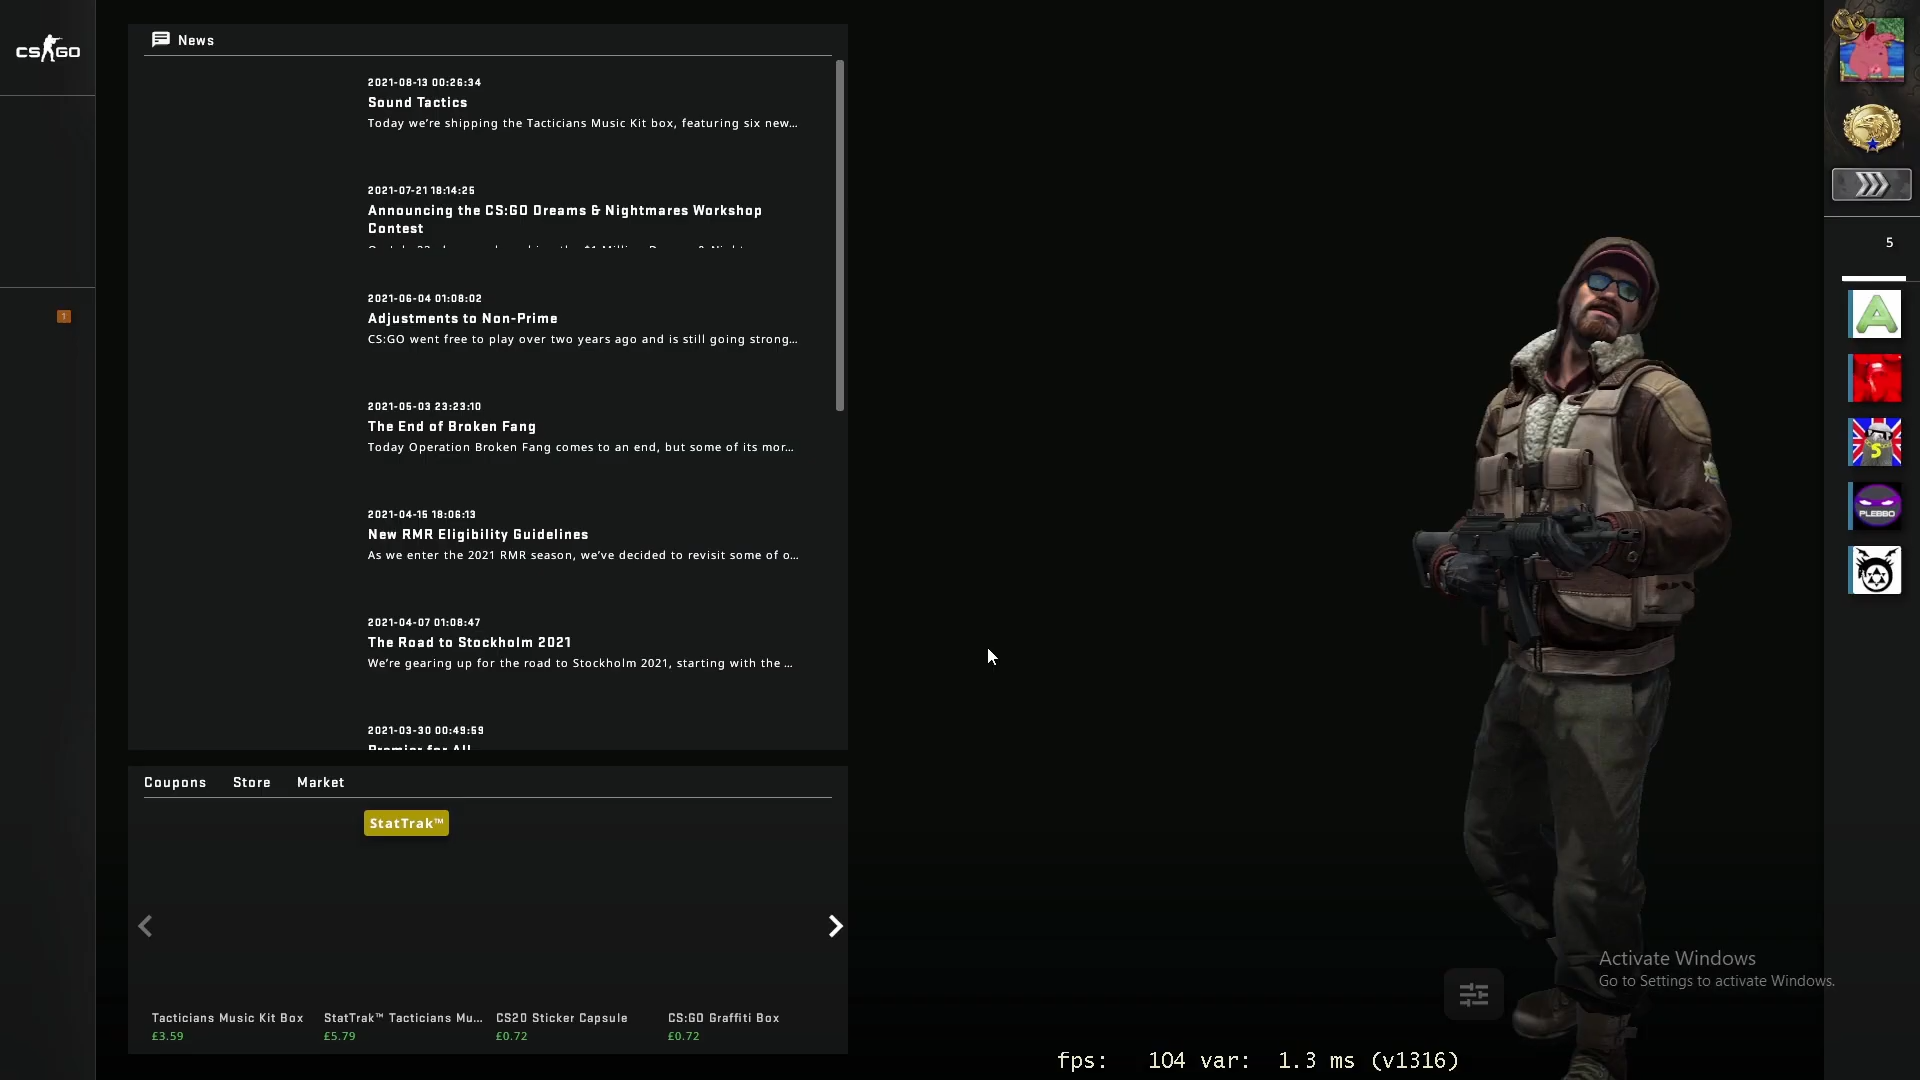 CS GO
News
2021-08-13 00:26:34
Sound Tactics
Today we're shipping the Tacticians Music Kit box, featuring six new...
2021-07-21 18:14:25
Announcing the CS:GO Dreams & Nightmares Workshop
Contest
2021-06-04 01:08:02
Adjustments to Non-Prime
CS:GO went free to play over two years ago and is still going strong...
2021-05-03 23:23:10
The End of Broken Fang
Today Operation Broken Fang comes to an end, but some of its mor...
2021-04-15 18:06:13
New RMR Eligibility Guidelines
As we enter the 2021 RMR season, we've decided to revisit some of o...
2021-04-07 01:08:47
The Road to Stockholm 2021
We're gearing up for the road to Stockholm 2021, starting with the ...
2021-03-30 00:49:59
Premier for All
Coupons Store Market
StatTrak™
Tacticians Music Kit Box
£3.59
StatTrak™ Tacticians Mu...
£5.79
CS20 Sticker Capsule
£0.72
CS:GO Graffiti Box
£0.72
1
5
A
S
PLEBBO
Activate Windows
Go to Settings to activate Windows.
fps: 104 var: 1.3 ms (v1316)